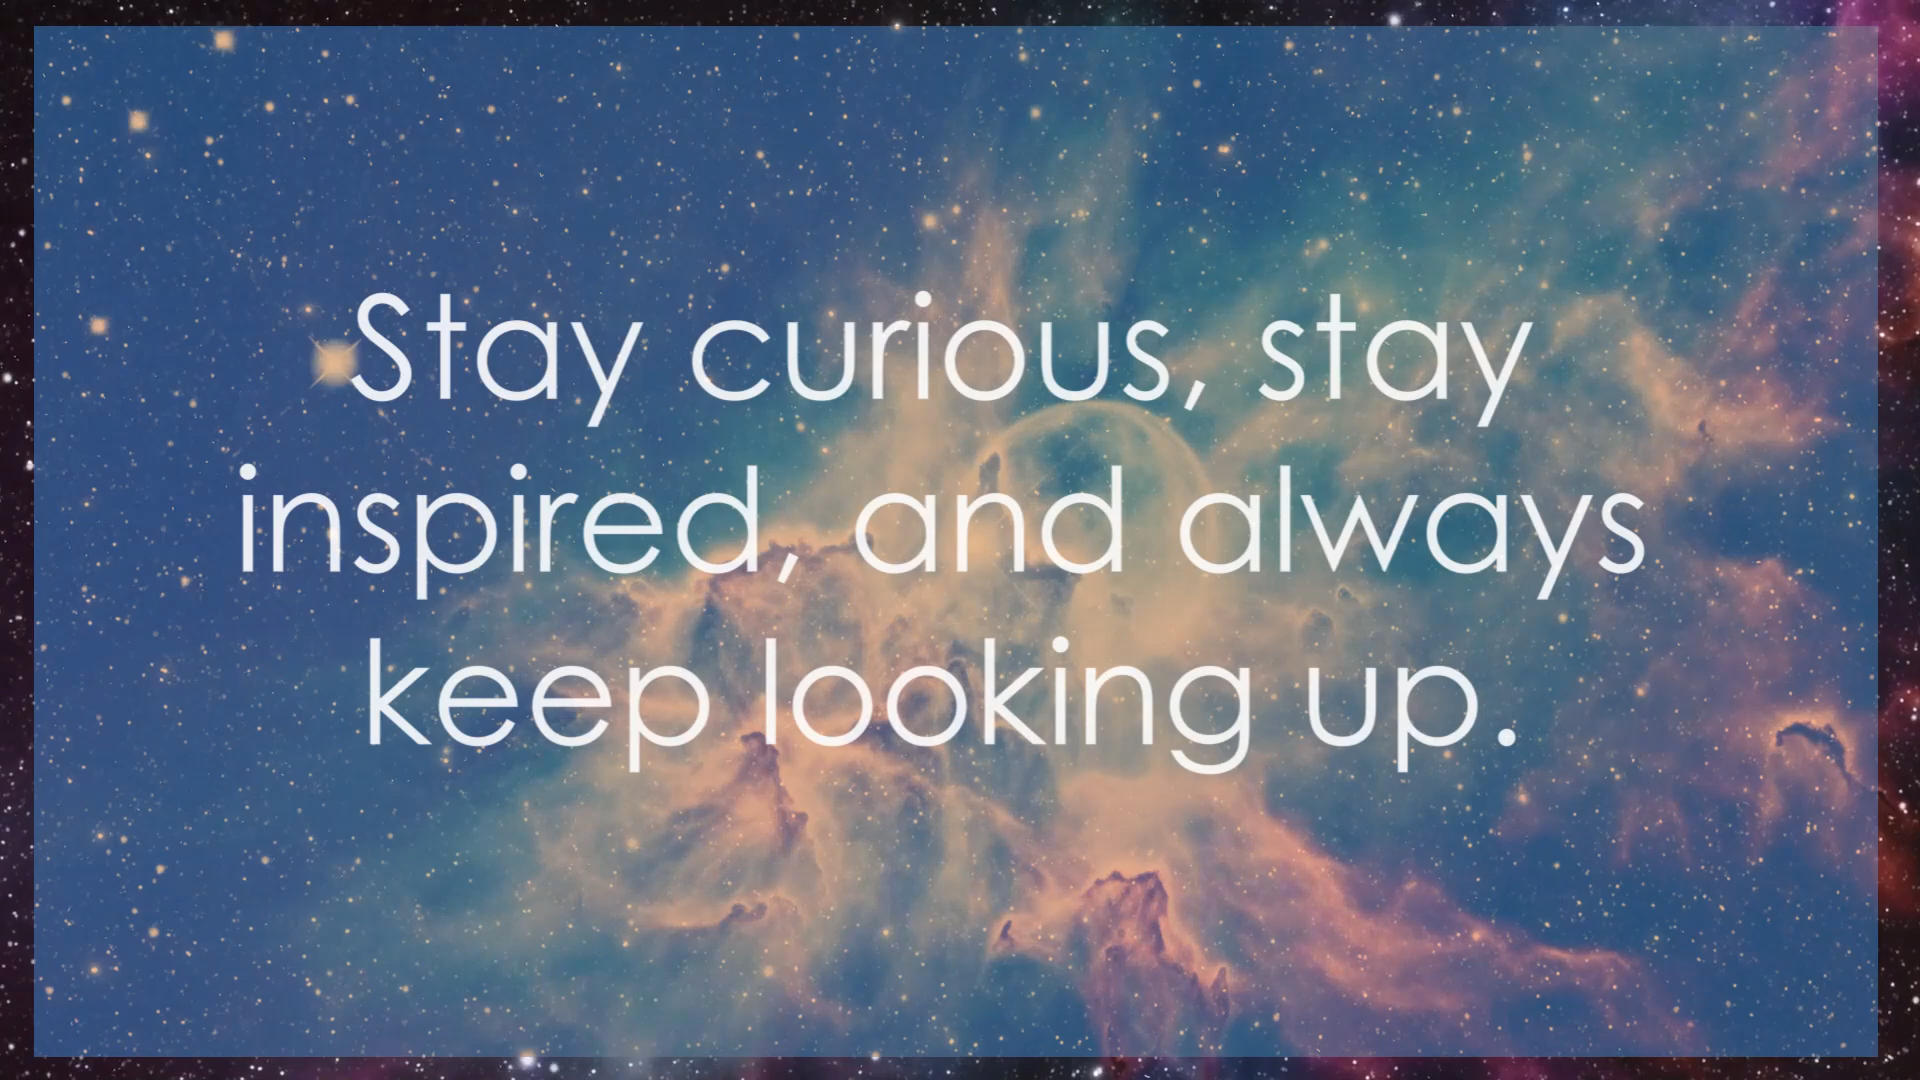 Stay curious, stay
inspired, and always
keep looking up.